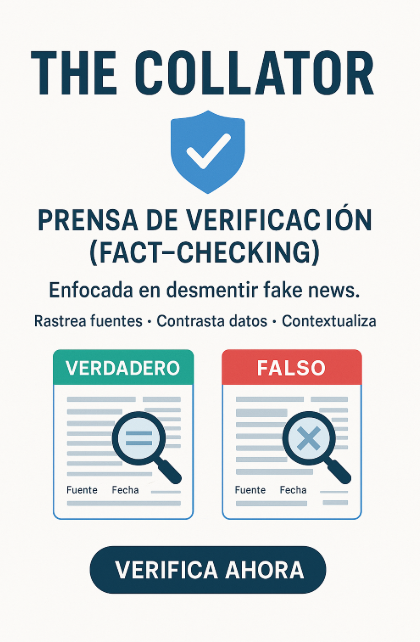 THE COLLATOR
PRENSA DE VERIFICACIÓN
(FACT-CHECKING)
Enfocada en desmentir fake news.
Rastrea fuentes • Contrasta datos • Contextualiza
VERDADERO
Fuente Fecha
FALSO
Fuente Fecha
VERIFICA AHORA